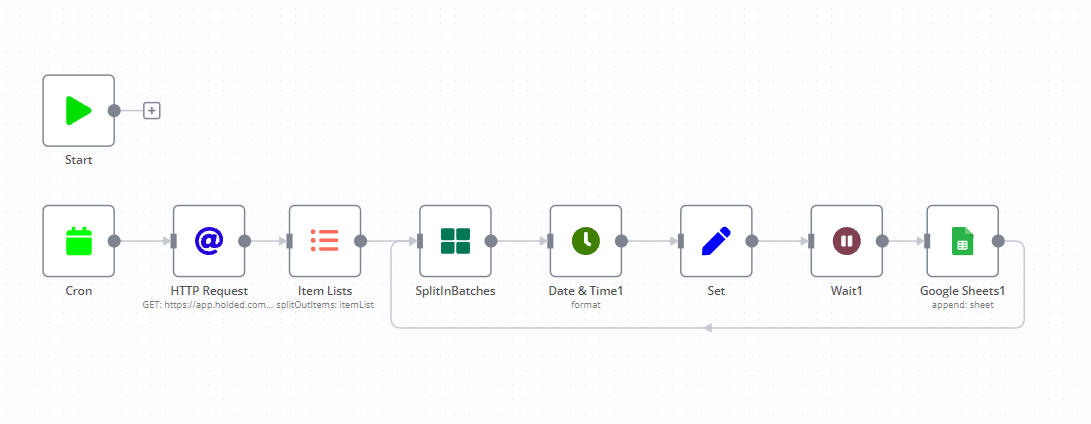 Start
Cron
HTTP Request
GET: https://app.holded.com...
Item Lists
splitOutItems: itemList
SplitInBatches
Date & Time1
format
Set
Wait1
Google Sheets1
append: sheet